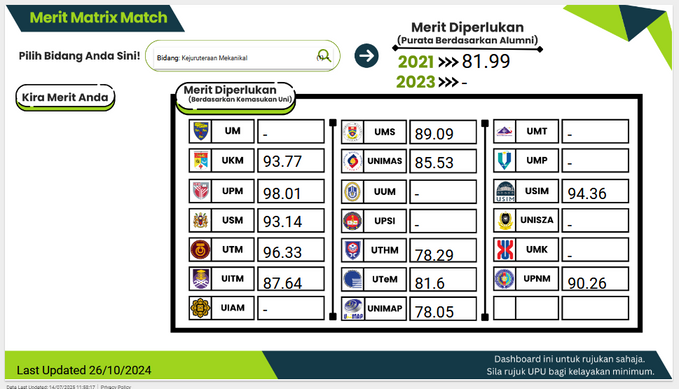 Merit Matrix Match
Pilih Bidang Anda Sini!
Bidang: Kejuruteraan Mekanikal
Merit Diperlukan
(Purata Berdasarkan Alumni)
2021 >>> 81.99
2023 >>> -
Kira Merit Anda
Merit Diperlukan
(Berdasarkan Kemasukan Uni)
UM -
UKM 93.77
UPM 98.01
USM 93.14
UTM 96.33
UITM 87.64
UIAM -
UMS 89.09
UNIMAS 85.53
UUM -
UPSI -
UTHM 78.29
UTeM 81.6
UNIMAP 78.05
UMT -
UMP -
USIM 94.36
UNISZA -
UMK -
UPNM 90.26
Last Updated 26/10/2024
Dashboard ini untuk rujukan sahaja.
Sila rujuk UPU bagi kelayakan minimum.
Data Last Updated: 14/07/2025 11:58:17 | Privacy Policy